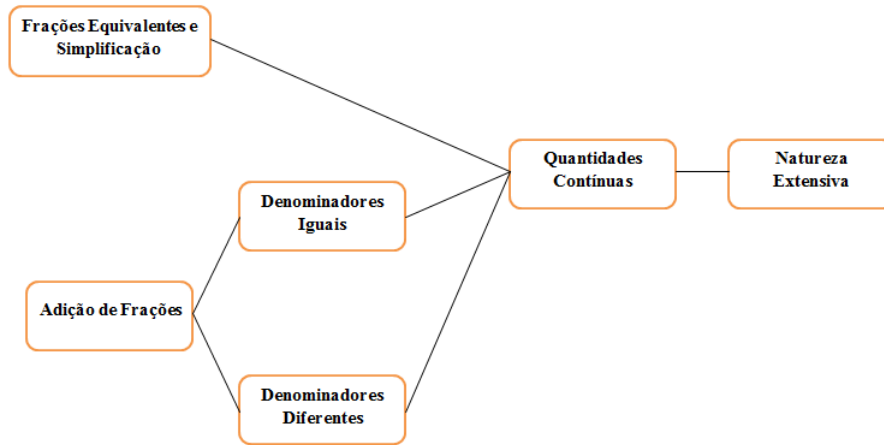 Frações Equivalentes e
Simplificação
Quantidades
Contínuas
Natureza
Extensiva
Denominadores
Iguais
Adição de Frações
Denominadores
Diferentes